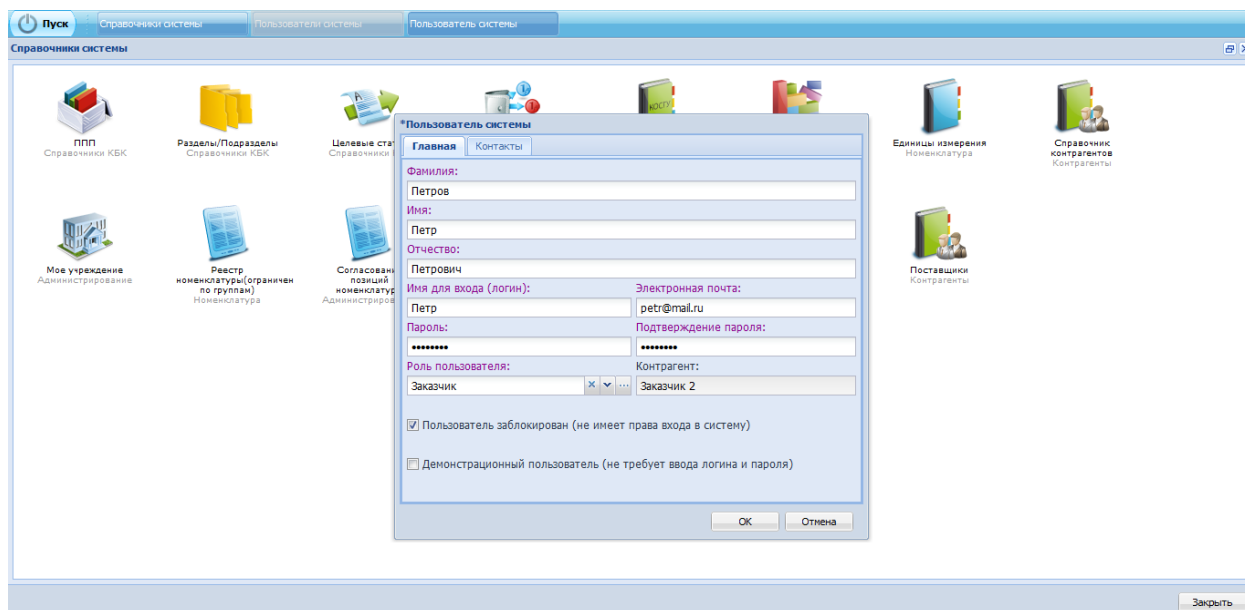 Пуск
Справочники системы
Пользователи системы
Пользователь системы
Справочники системы
ППП
Справочники КБК
Разделы/Подразделы
Справочники КБК
Целевые ста
Справочники
КОСГУ
Единицы измерения
Номенклатура
Справочник
контрагентов
Контрагенты
Мое учреждение
Администрирование
Реестр
номенклатуры(ограничен
по группам)
Номенклатура
Согласован
позиций
номенклатур
Администриров
Поставщики
Контрагенты
*Пользователь системы
Главная
Контакты
Фамилия:
Петров
Имя:
Петр
Отчество:
Петрович
Имя для входа (логин):
Электронная почта:
Петр
petr@mail.ru
Пароль:
Подтверждение пароля:
••••••••
••••••••
Роль пользователя:
Контрагент:
Заказчик
Заказчик 2
Пользователь заблокирован (не имеет права входа в систему)
Демонстрационный пользователь (не требует ввода логина и пароля)
OK
Отмена
Закрыть